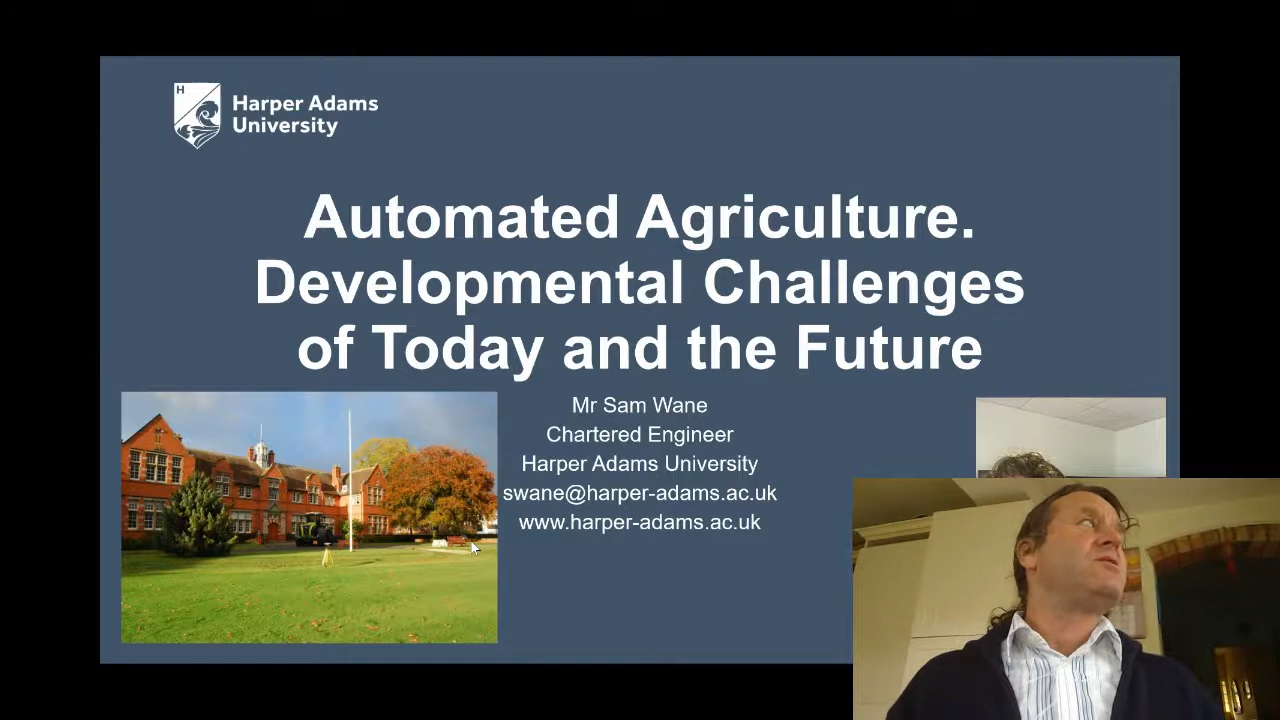 H
Harper Adams
University
Automated Agriculture.
Developmental Challenges
of Today and the Future
Mr Sam Wane
Chartered Engineer
Harper Adams University
swane@harper-adams.ac.uk
www.harper-adams.ac.uk